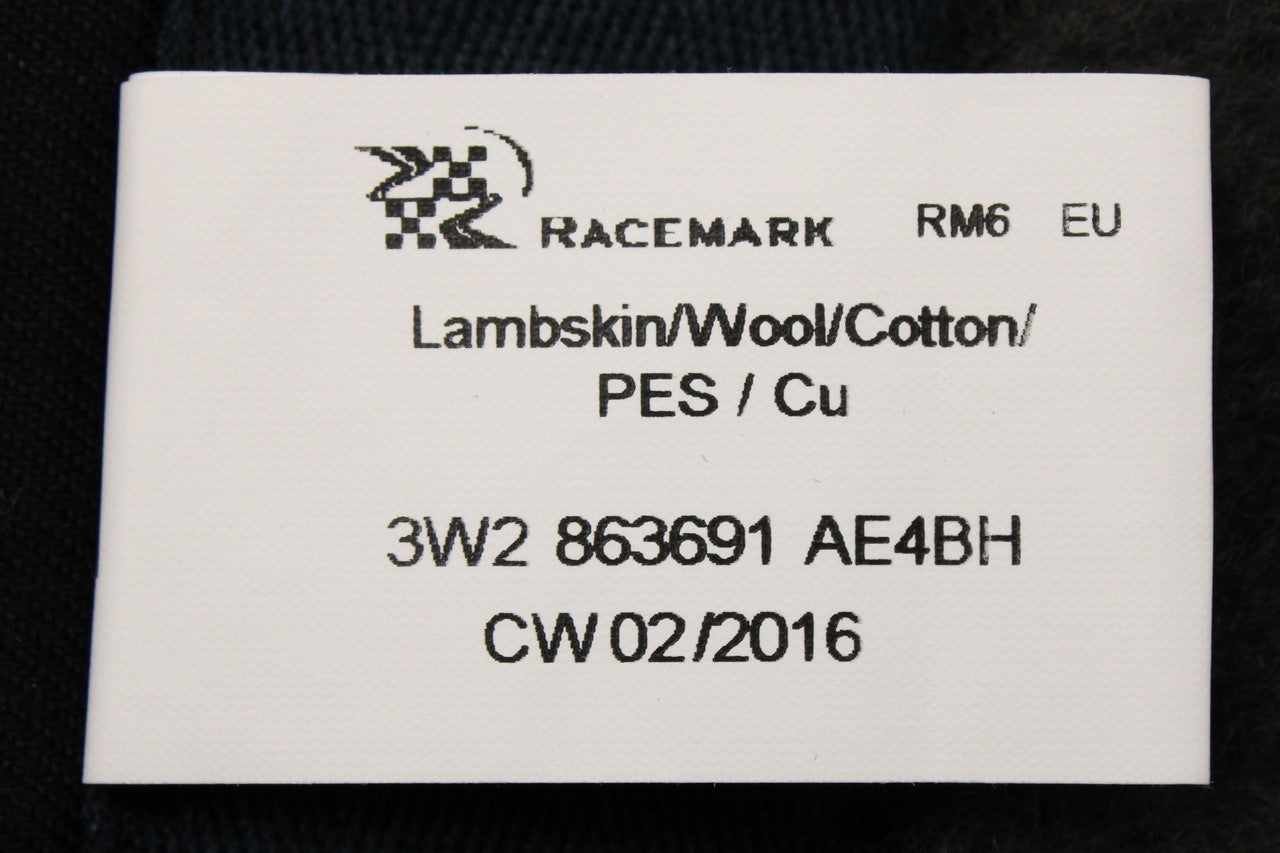 RACEMARK RM6 EU
Lambskin/Wool/Cotton/
PES / Cu
3W2 863691 AE4BH
CW 02/2016